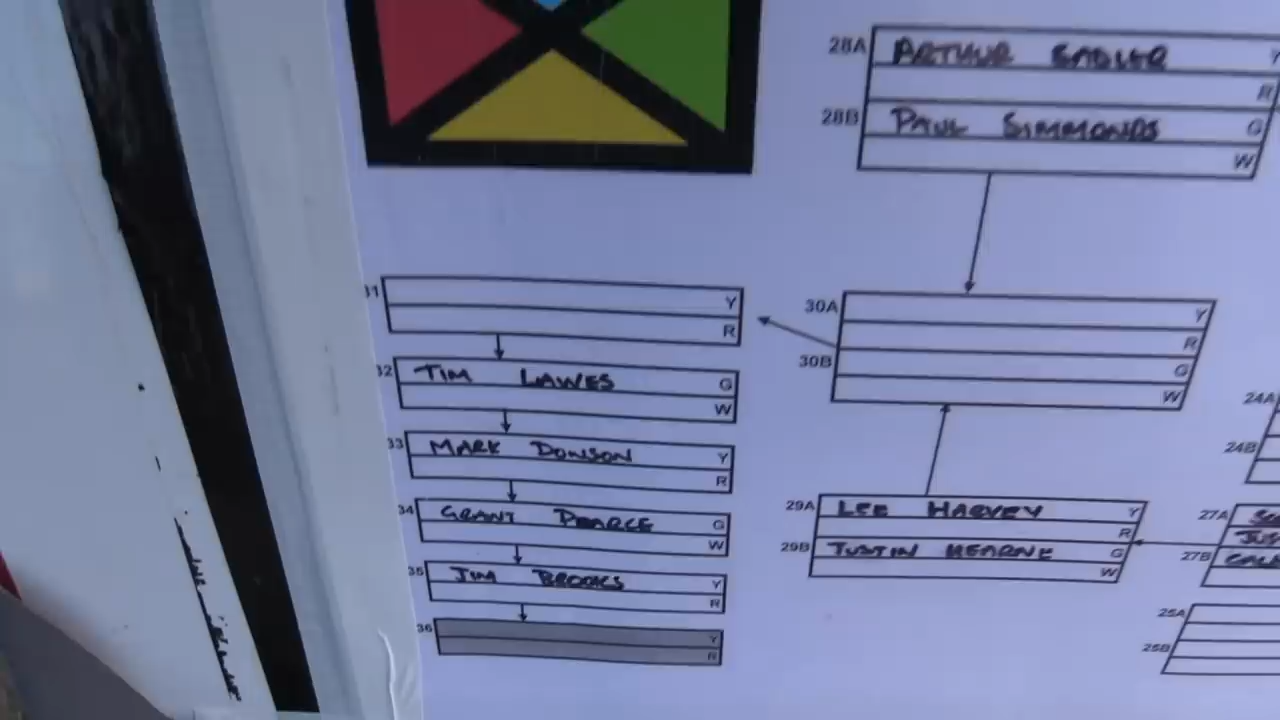 28A ARTHUR SADLER Y
R
28B PAUL SIMMONDS G
W
31 Y
R
32 TIM LAWES G
W
33 MARK DONSON Y
R
34 GRANT PEARCE G
W
35 JIM BROOKS Y
R
36 Y
R
30A Y
R
30B G
W
29A LEE HARVEY Y
R
29B JUSTIN HEARNE G
W
24A
24B
27A
27B
25A
25B